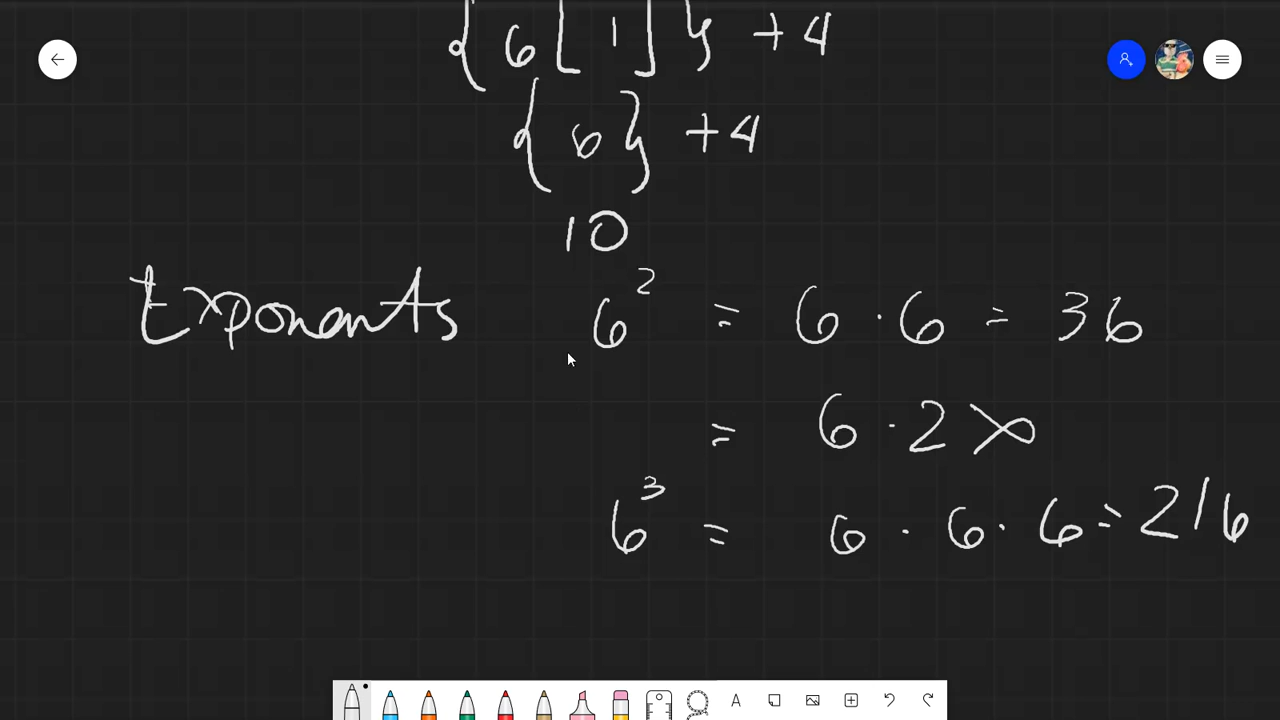 { 6 [ 1 ] } + 4
{ 6 } + 4
10
Exponents 6² = 6 · 6 = 36
= 6 · 2 ×
6³ = 6 · 6 · 6 = 216